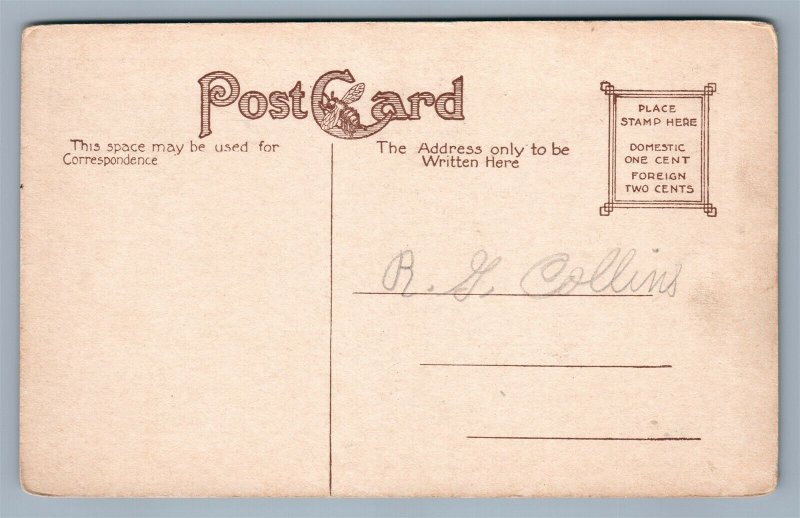 Post Card
This space may be used for
Correspondence
The Address only to be
Written Here
PLACE
STAMP HERE
DOMESTIC
ONE CENT
FOREIGN
TWO CENTS
R. G. Collins